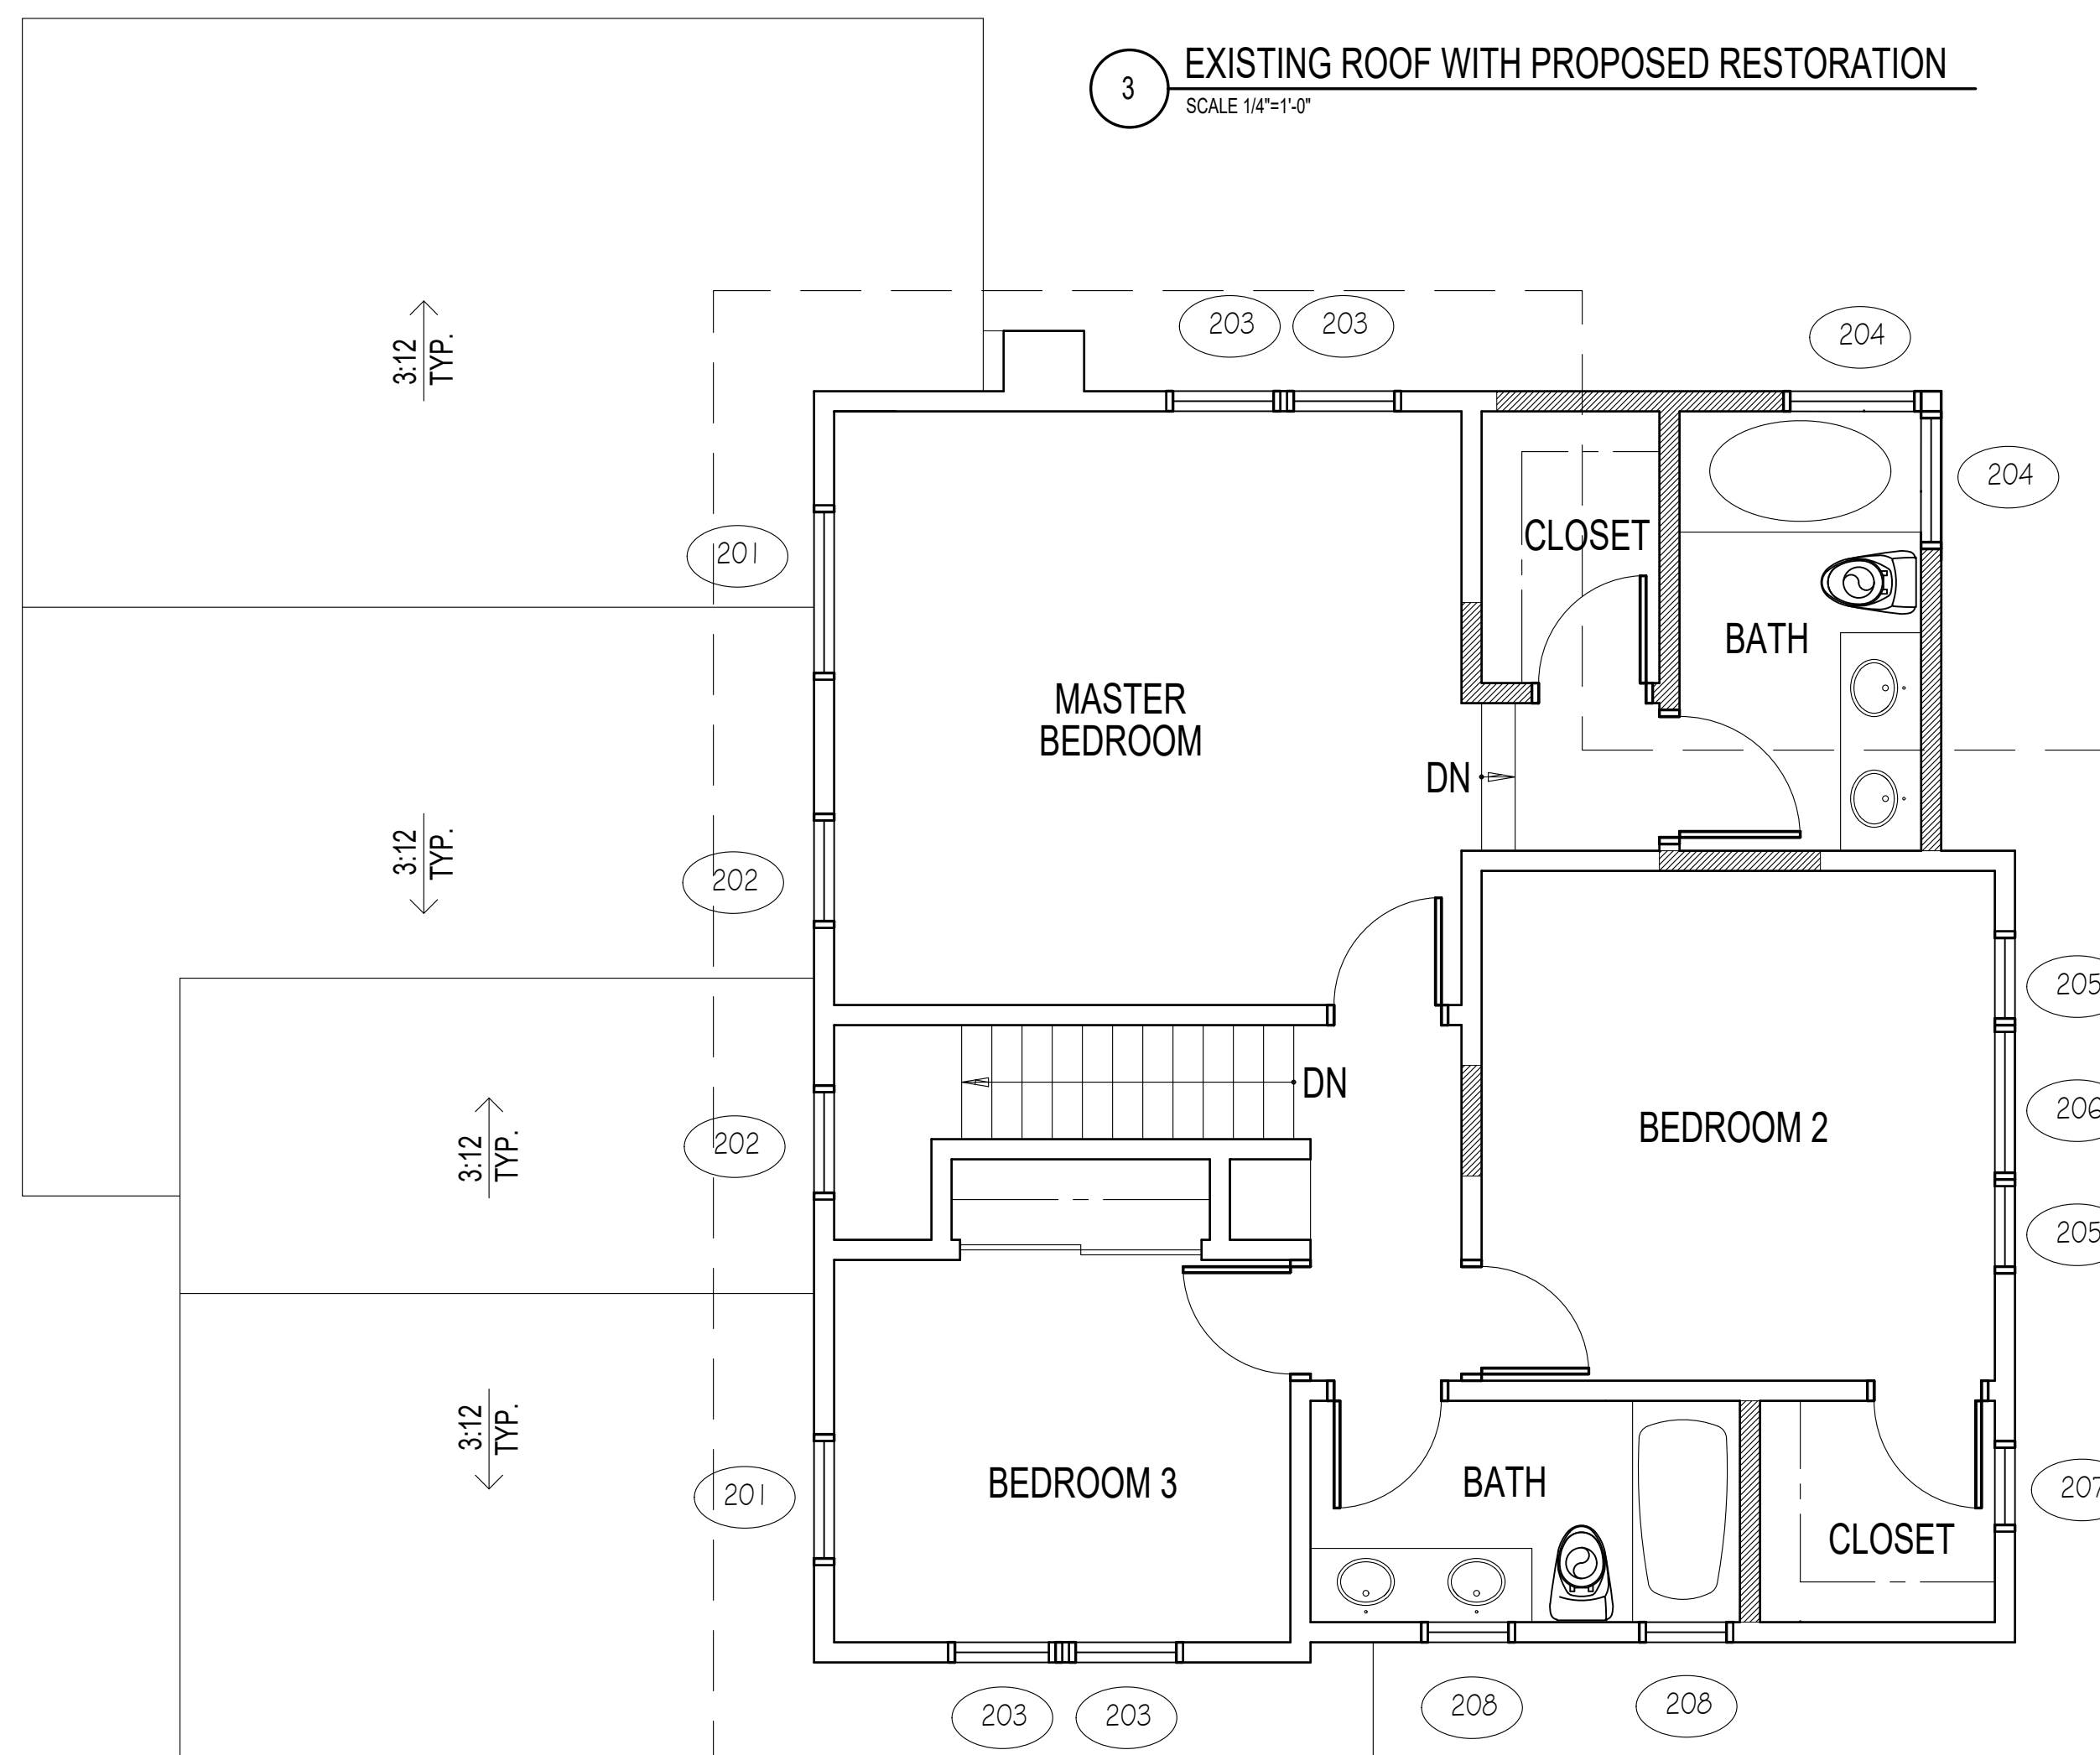 3
EXISTING ROOF WITH PROPOSED RESTORATION
SCALE 1/4"=1'-0"
203
203
204
3:12
TYP.
204
201
CLOSET
BATH
MASTER
BEDROOM
DN
3:12
TYP.
202
205
DN
206
BEDROOM 2
3:12
TYP.
202
205
3:12
TYP.
201
BEDROOM 3
BATH
207
CLOSET
203
203
208
208